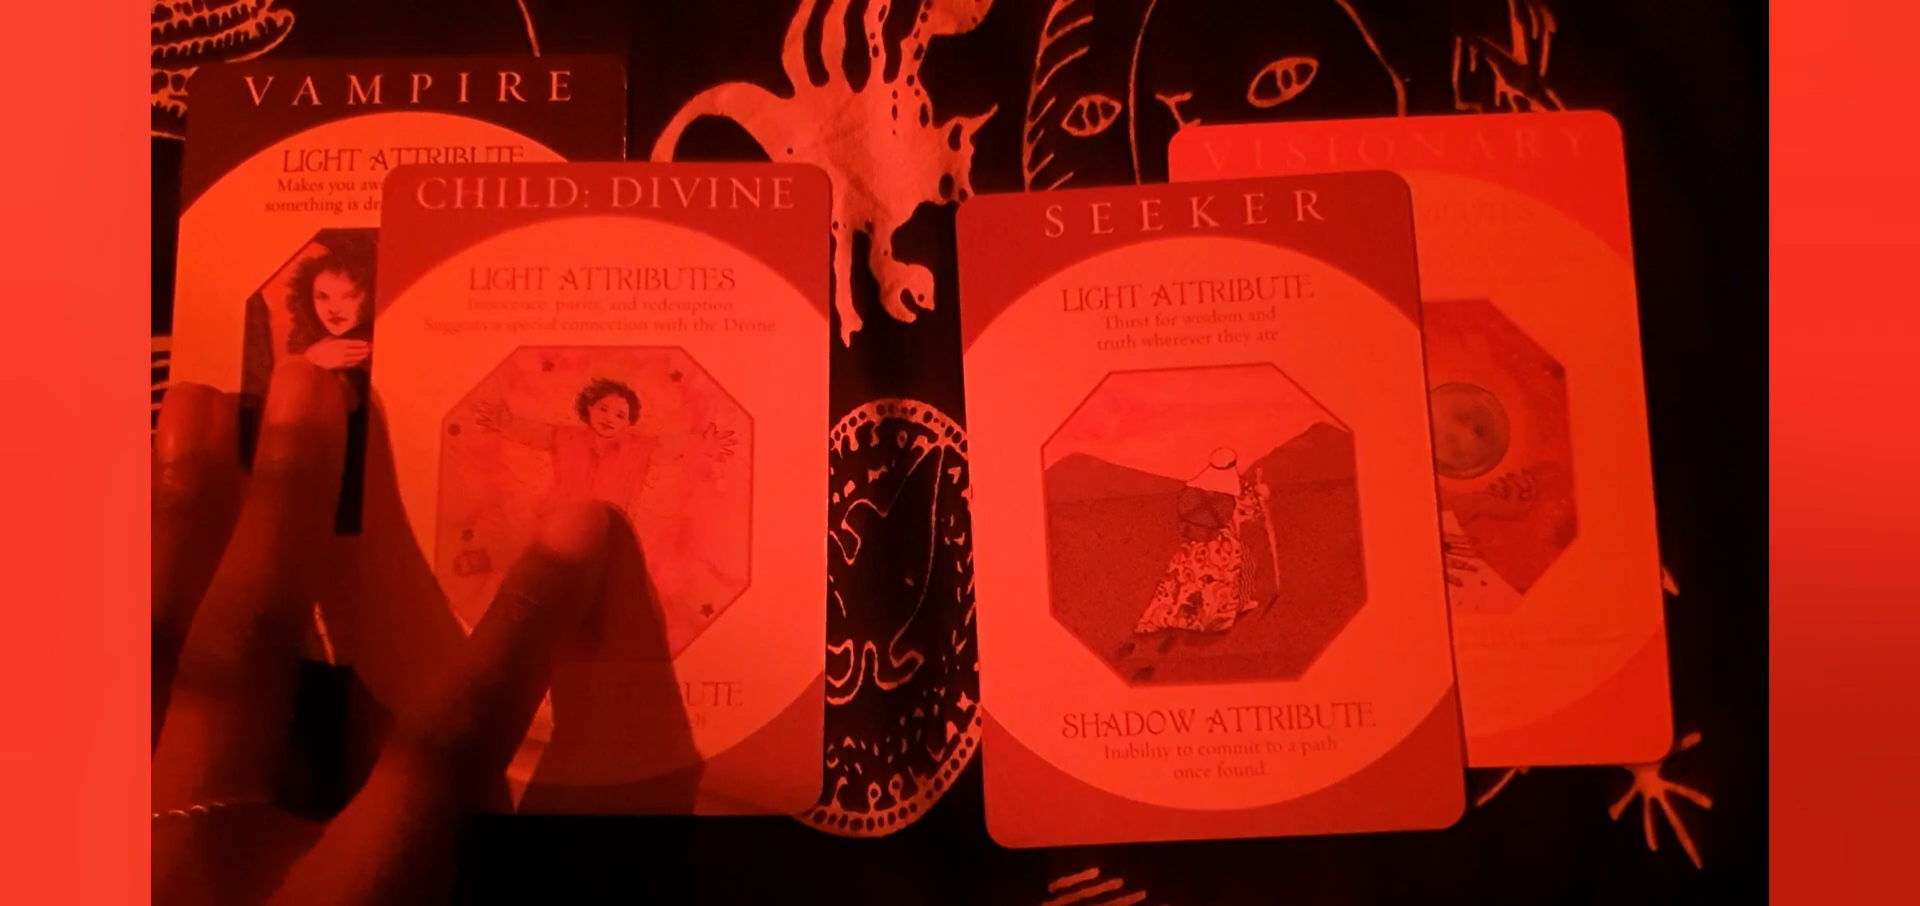 VAMPIRE
LIGHT ATTRIBUTE
Makes you
something is
CHILD: DIVINE
LIGHT ATTRIBUTES
Innocence, purity, and redemption
Suggests a special connection with the Divine
SEEKER
LIGHT ATTRIBUTE
Thirst for wisdom and
truth wherever they are
SHADOW ATTRIBUTE
Inability to commit to a path
once found
VISIONARY